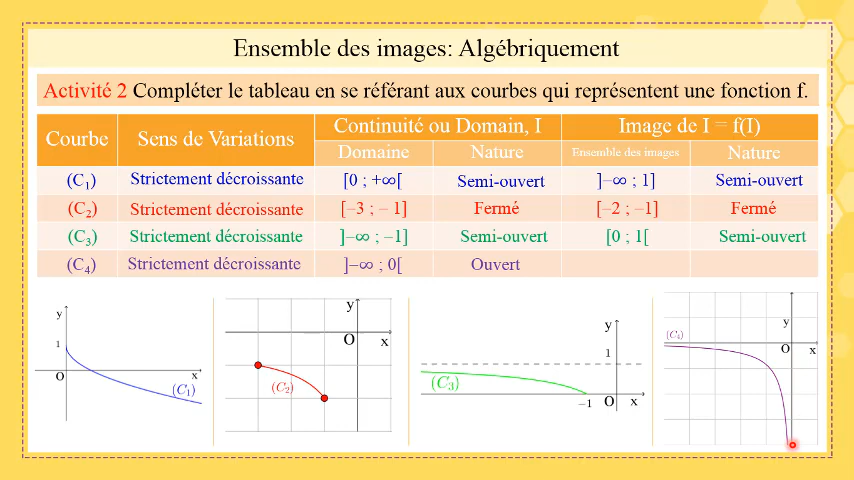 Ensemble des images: Algébriquement
Activité 2 Compléter le tableau en se référant aux courbes qui représentent une fonction f.
Courbe Sens de Variations Continuité ou Domain, I Image de I = f(I)
Domaine Nature Ensemble des images Nature
(C1) Strictement décroissante [0 ; +∞[ Semi-ouvert ]–∞ ; 1] Semi-ouvert
(C2) Strictement décroissante [–3 ; – 1] Fermé [–2 ; –1] Fermé
(C3) Strictement décroissante ]–∞ ; –1] Semi-ouvert [0 ; 1[ Semi-ouvert
(C4) Strictement décroissante ]–∞ ; 0[ Ouvert
y
1
O
x
(C1)
y
O
x
(C2)
y
1
(C3)
−1
O
x
(C4)
y
O
x